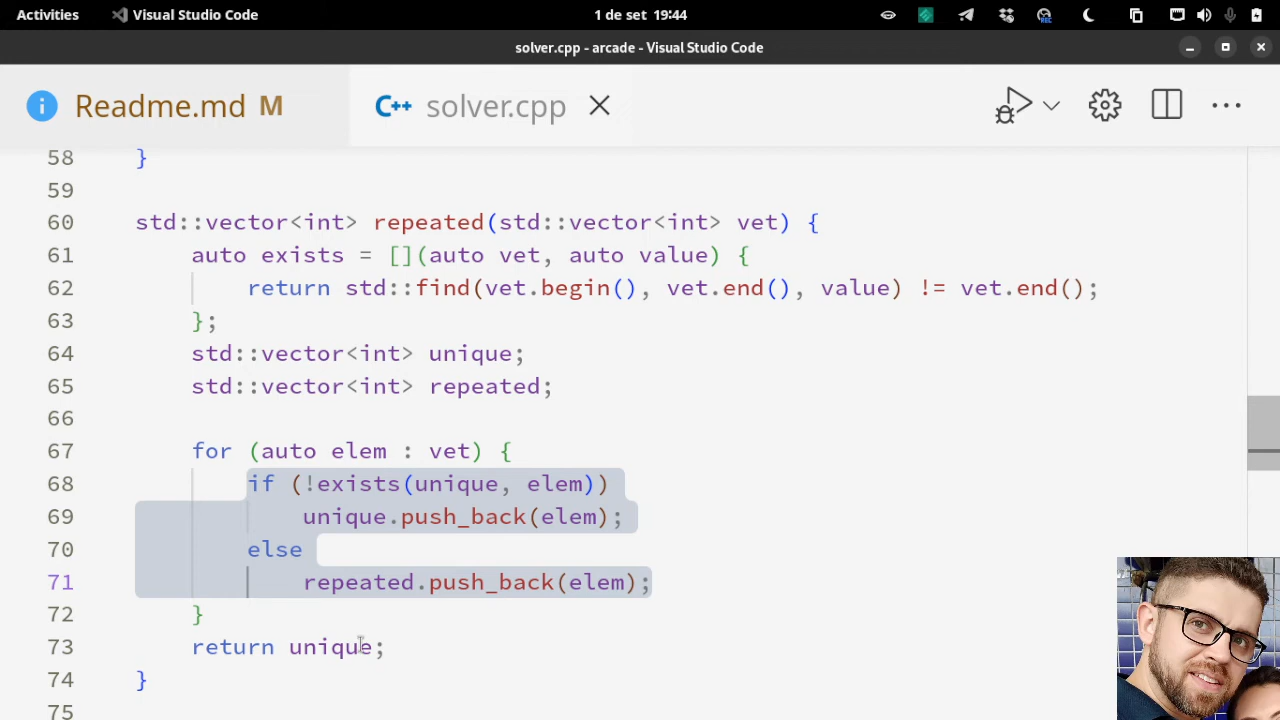 Activities Visual Studio Code 1 de set 19:44 REC
solver.cpp - arcade - Visual Studio Code
Readme.md M solver.cpp
58 }
59
60 std::vector<int> repeated(std::vector<int> vet) {
61 auto exists = [](auto vet, auto value) {
62 return std::find(vet.begin(), vet.end(), value) != vet.end();
63 };
64 std::vector<int> unique;
65 std::vector<int> repeated;
66
67 for (auto elem : vet) {
68 if (!exists(unique, elem))
69 unique.push_back(elem);
70 else
71 repeated.push_back(elem);
72 }
73 return unique;
74 }
75